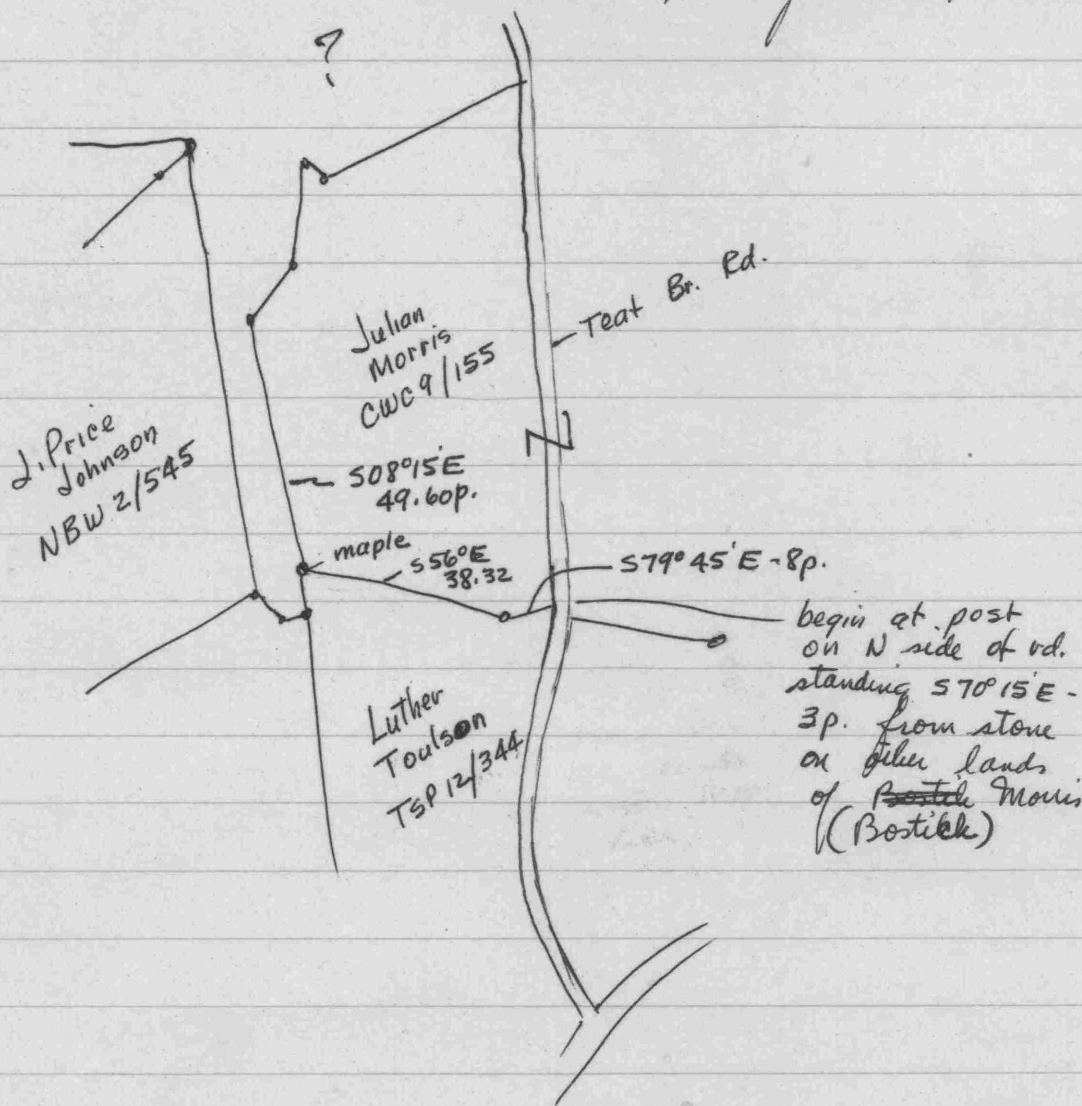 ?
Teat Br. Rd.
Julian
Morris
CWC 9/155
J. Price
Johnson
NBW 2/545
S08°15'E
49.60p.
maple
S56°E
38.32
S79°45'E - 8p.
begin at post
on N side of rd.
standing S70°15'E -
3p. from stone
on other lands
of Bostick Morris
(Bostick)
Luther
Toulson
TSP 12/344